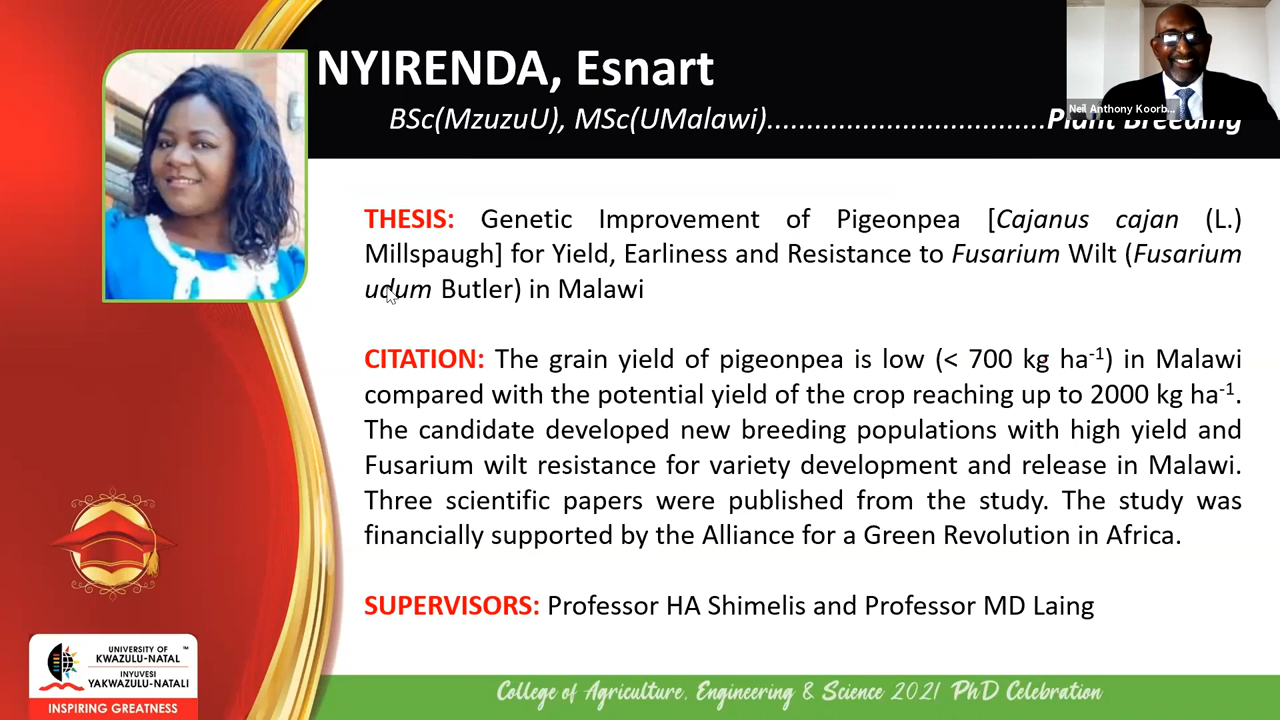 NYIRENDA, Esnart
BSc(MzuzuU), MSc(UMalawi)...................................Plant Breeding
Neil Anthony Koorb...
THESIS: Genetic Improvement of Pigeonpea [Cajanus cajan (L.)
Millspaugh] for Yield, Earliness and Resistance to Fusarium Wilt (Fusarium
udum Butler) in Malawi
CITATION: The grain yield of pigeonpea is low (< 700 kg ha⁻¹) in Malawi
compared with the potential yield of the crop reaching up to 2000 kg ha⁻¹.
The candidate developed new breeding populations with high yield and
Fusarium wilt resistance for variety development and release in Malawi.
Three scientific papers were published from the study. The study was
financially supported by the Alliance for a Green Revolution in Africa.
SUPERVISORS: Professor HA Shimelis and Professor MD Laing
UNIVERSITY OF ™
KWAZULU-NATAL
INYUVESI
YAKWAZULU-NATALI
INSPIRING GREATNESS
College of Agriculture, Engineering & Science 2021 PhD Celebration